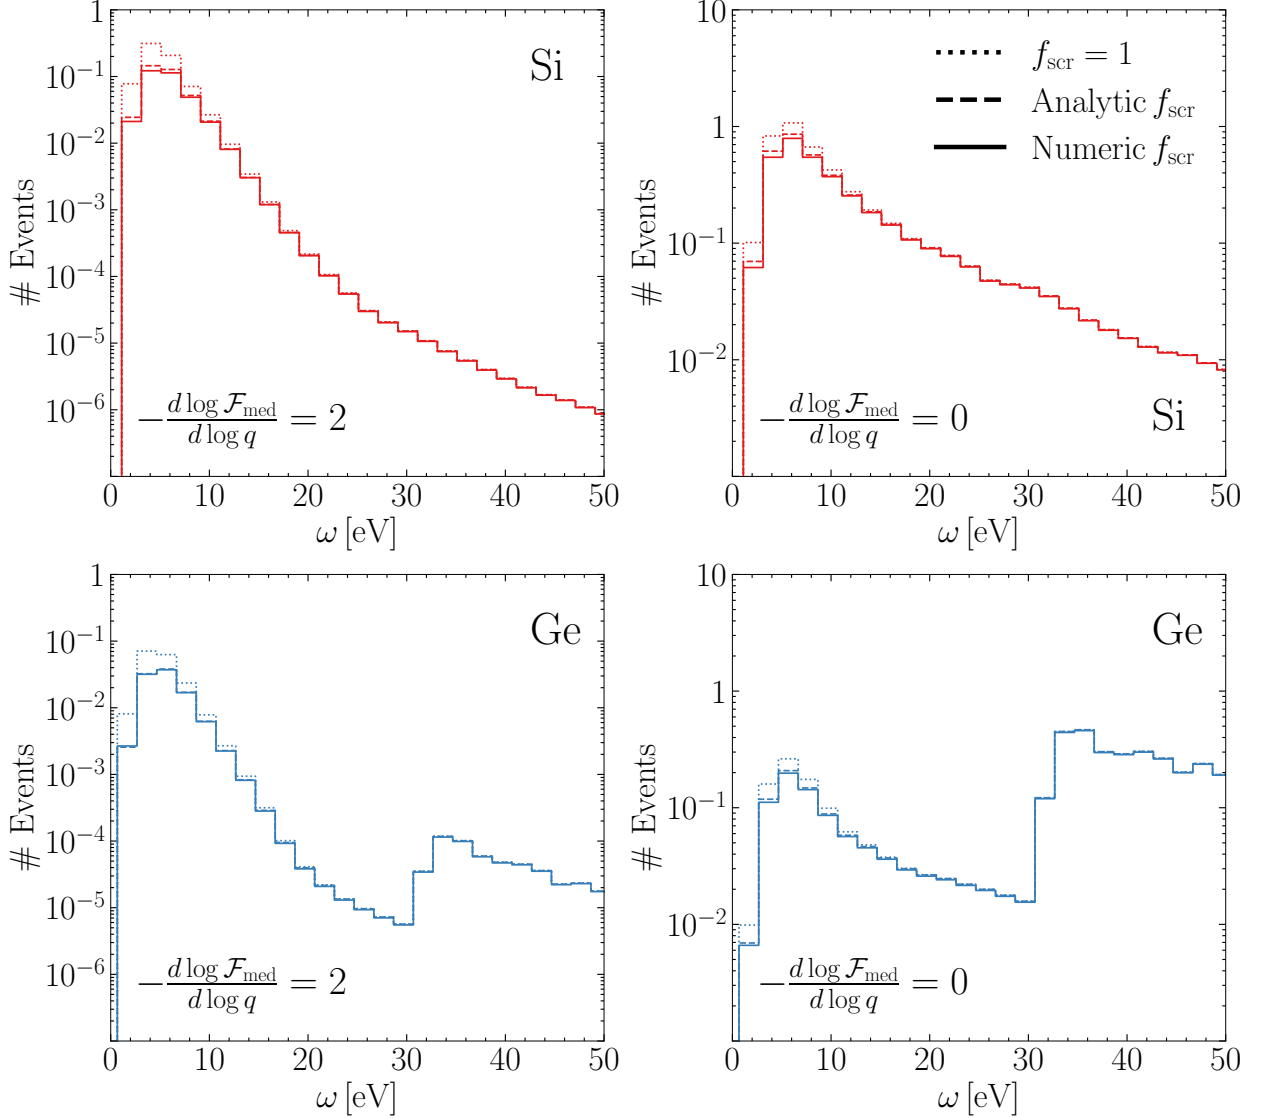 1
10⁻¹
10⁻²
10⁻³
10⁻⁴
10⁻⁵
10⁻⁶
# Events
Si
−d log 𝓕_med / d log q = 2
0 10 20 30 40 50
ω [eV]
10
1
10⁻¹
10⁻²
# Events
f_scr = 1
Analytic f_scr
Numeric f_scr
−d log 𝓕_med / d log q = 0
Si
0 10 20 30 40 50
ω [eV]
1
10⁻¹
10⁻²
10⁻³
10⁻⁴
10⁻⁵
10⁻⁶
# Events
Ge
−d log 𝓕_med / d log q = 2
0 10 20 30 40 50
ω [eV]
10
1
10⁻¹
10⁻²
# Events
Ge
−d log 𝓕_med / d log q = 0
0 10 20 30 40 50
ω [eV]